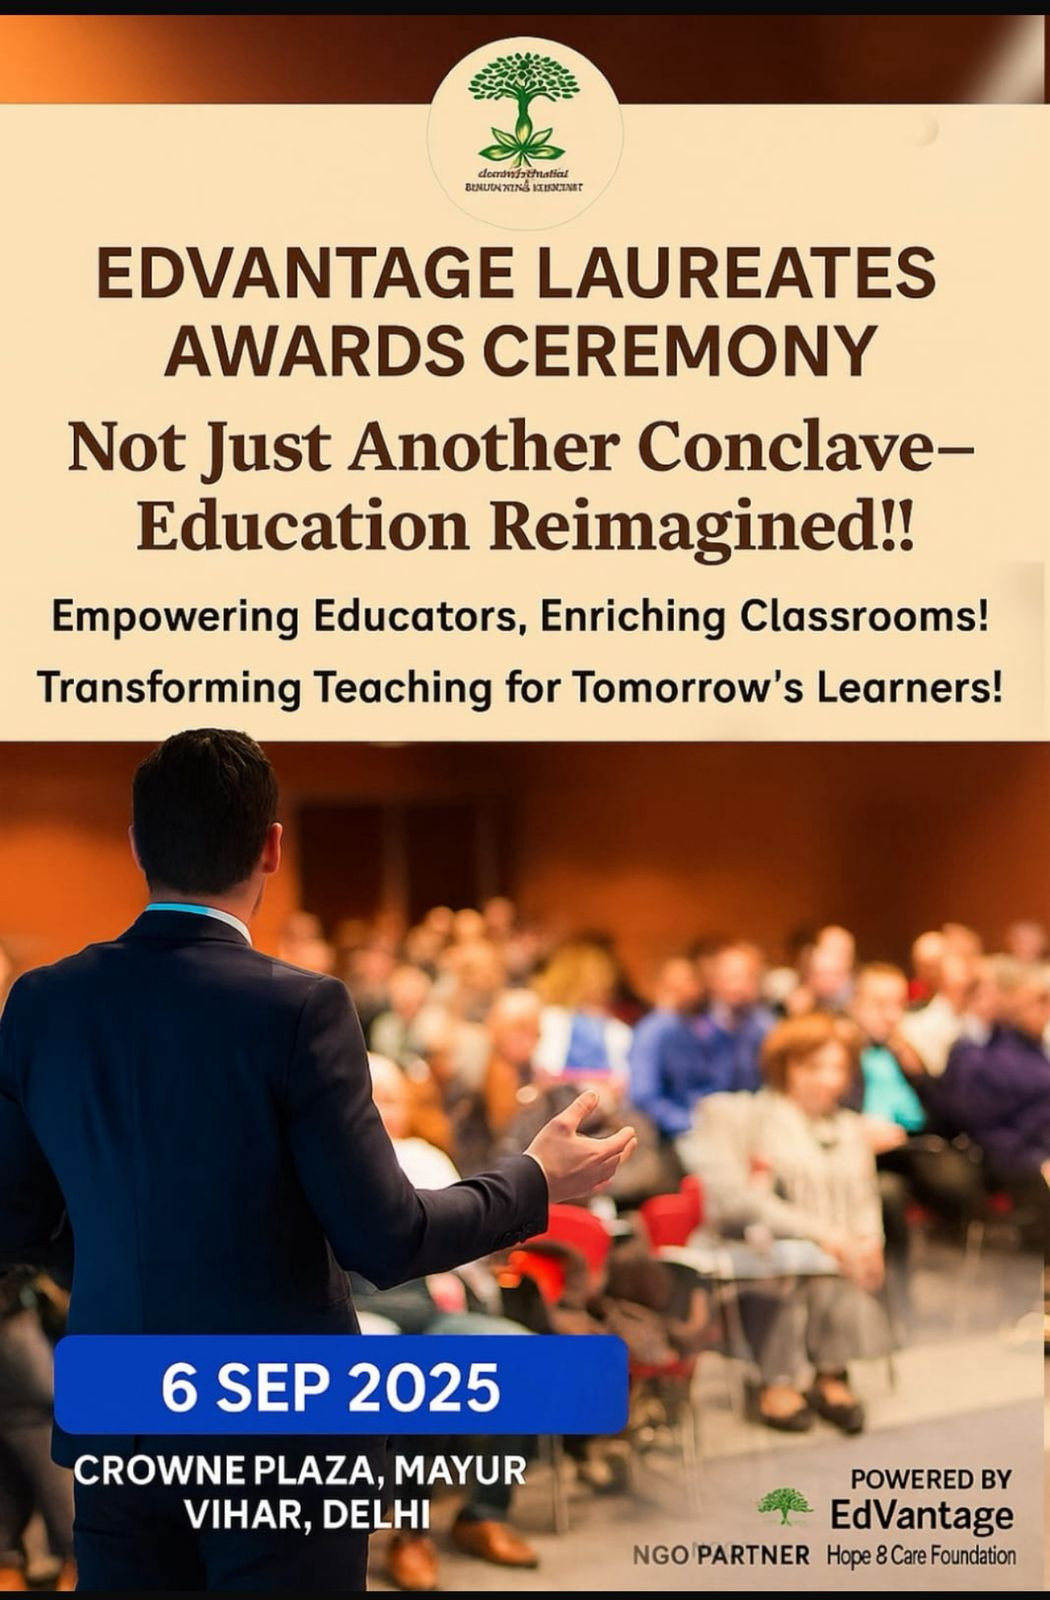 EDVANTAGE LAUREATES
AWARDS CEREMONY
Not Just Another Conclave–
Education Reimagined!!
Empowering Educators, Enriching Classrooms!
Transforming Teaching for Tomorrow's Learners!
6 SEP 2025
CROWNE PLAZA, MAYUR
VIHAR, DELHI
POWERED BY
EdVantage
NGO PARTNER Hope & Care Foundation